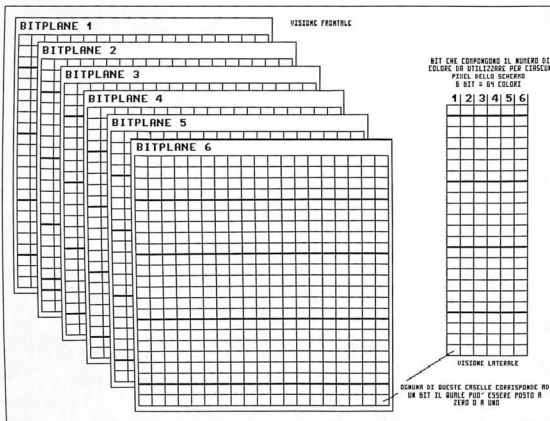 BITPLANE 1
VISIONE FRONTALE
BITPLANE 2
BITPLANE 3
BITPLANE 4
BITPLANE 5
BITPLANE 6
BIT CHE COMPONGONO IL NUMERO DI
COLORE DA UTILIZZARE PER CIASCUN
PIXEL DELLO SCHERMO
6 BIT = 64 COLORI
1 2 3 4 5 6
VISIONE LATERALE
OGNUNA DI QUESTE CASELLE CORRISPONDE AD
UN BIT IL QUALE PUO' ESSERE POSTO A
ZERO O A UNO